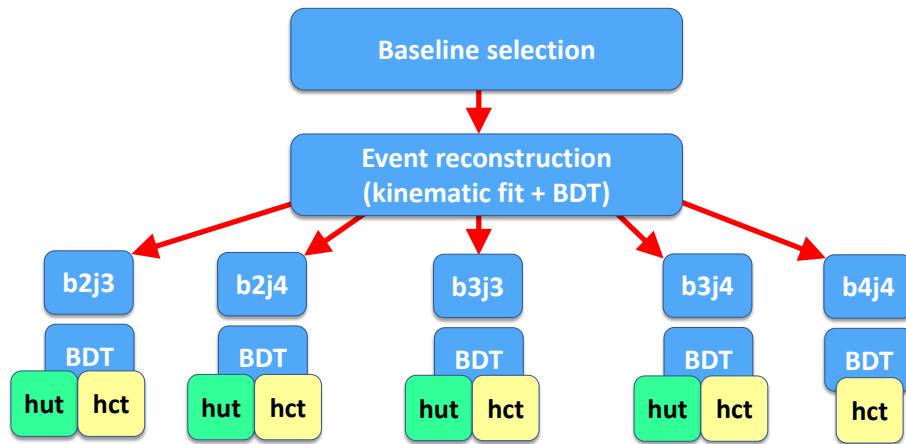 Baseline selection
Event reconstruction
(kinematic fit + BDT)
b2j3
b2j4
b3j3
b3j4
b4j4
BDT
BDT
BDT
BDT
BDT
hut
hct
hut
hct
hut
hct
hut
hct
hct